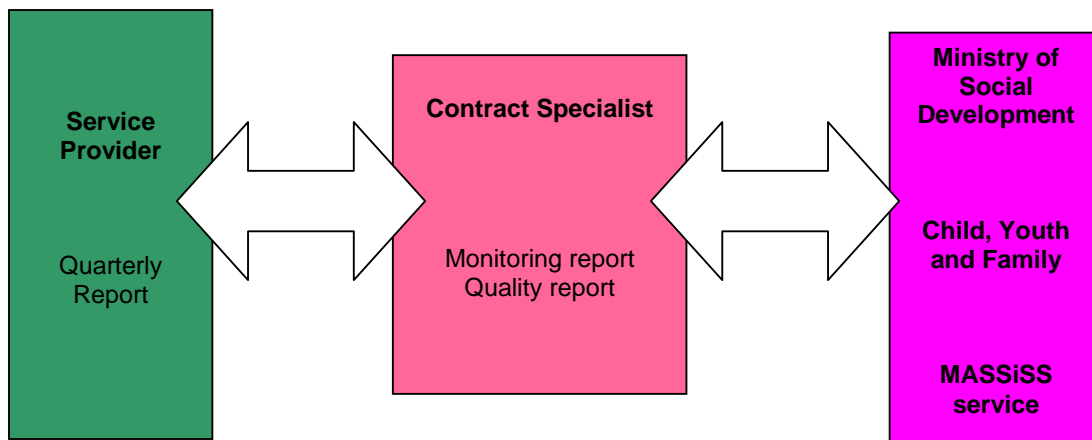 Service
Provider
Quarterly
Report
Contract Specialist
Monitoring report
Quality report
Ministry of
Social
Development
Child, Youth
and Family
MASSiSS
service